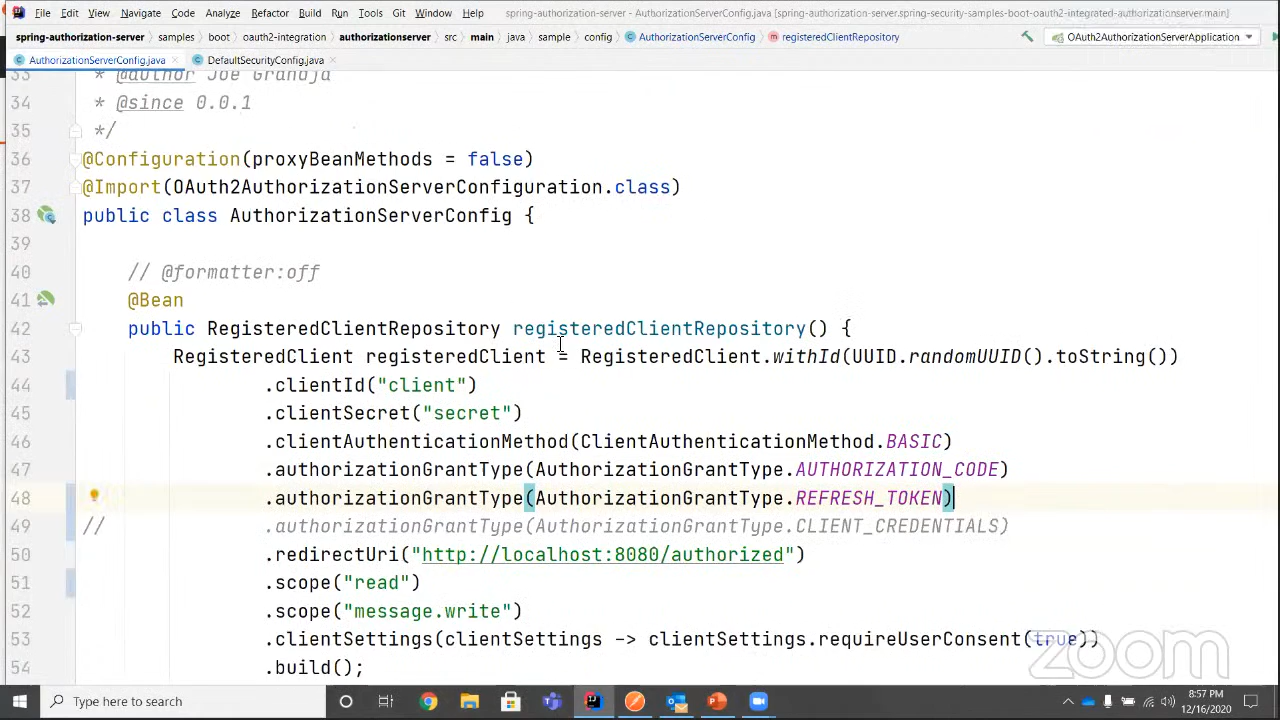 File Edit View Navigate Code Analyze Refactor Build Run Tools Git Window Help spring-authorization-server - AuthorizationServerConfig.java [spring-authorization-server.spring-security-samples-boot-oauth2-integrated-authorizationserver.main]
spring-authorization-server samples boot oauth2-integration authorizationserver src main java sample config AuthorizationServerConfig registeredClientRepository OAuth2AuthorizationServerApplication
AuthorizationServerConfig.java DefaultSecurityConfig.java
33 * @author Joe Grandja
34 * @since 0.0.1
35 */
36 @Configuration(proxyBeanMethods = false)
37 @Import(OAuth2AuthorizationServerConfiguration.class)
38 public class AuthorizationServerConfig {
39
40 // @formatter:off
41 @Bean
42 public RegisteredClientRepository registeredClientRepository() {
43 RegisteredClient registeredClient = RegisteredClient.withId(UUID.randomUUID().toString())
44 .clientId("client")
45 .clientSecret("secret")
46 .clientAuthenticationMethod(ClientAuthenticationMethod.BASIC)
47 .authorizationGrantType(AuthorizationGrantType.AUTHORIZATION_CODE)
48 .authorizationGrantType(AuthorizationGrantType.REFRESH_TOKEN)
49 // .authorizationGrantType(AuthorizationGrantType.CLIENT_CREDENTIALS)
50 .redirectUri("http://localhost:8080/authorized")
51 .scope("read")
52 .scope("message.write")
53 .clientSettings(clientSettings -> clientSettings.requireUserConsent(true))
54 .build();
zoom
Type here to search
8:57 PM
12/16/2020